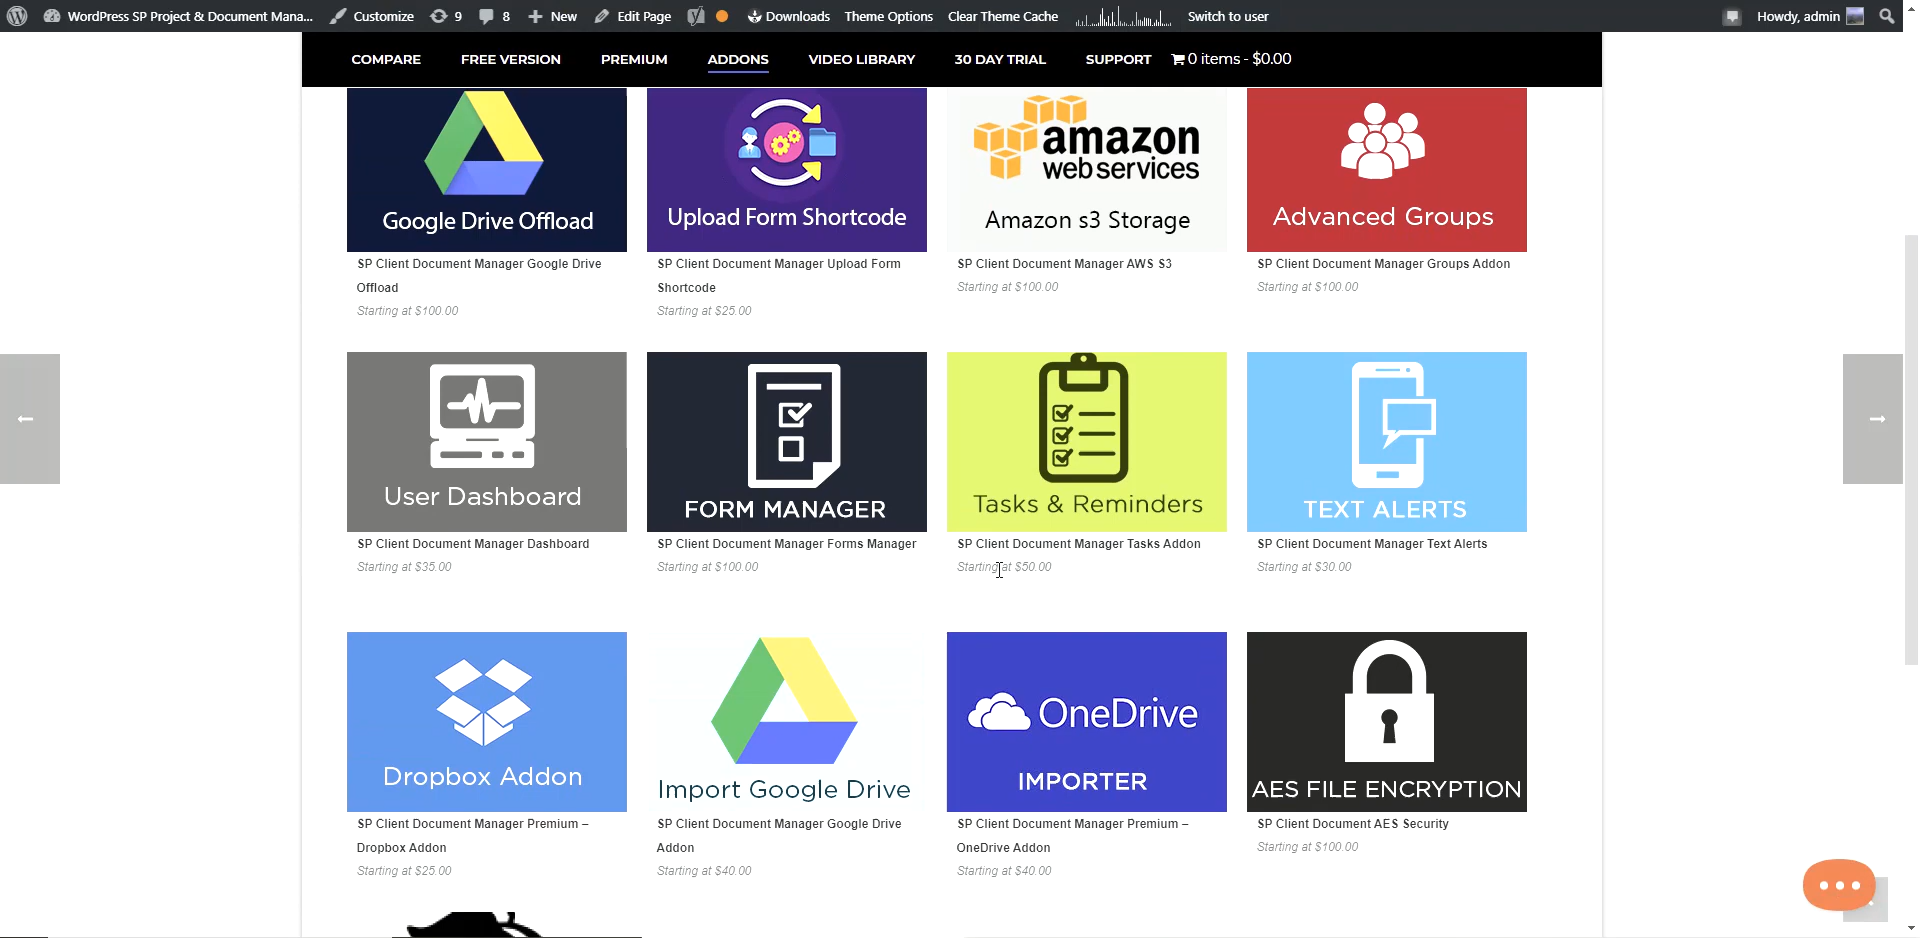 WordPress SP Project & Document Mana... Customize 9 8 New Edit Page Downloads Theme Options Clear Theme Cache Switch to user Howdy, admin
COMPARE FREE VERSION PREMIUM ADDONS VIDEO LIBRARY 30 DAY TRIAL SUPPORT 0 items - $0.00
Google Drive Offload
SP Client Document Manager Google Drive
Offload
Starting at $100.00
Upload Form Shortcode
SP Client Document Manager Upload Form
Shortcode
Starting at $25.00
amazon
web services
Amazon s3 Storage
SP Client Document Manager AWS S3
Starting at $100.00
Advanced Groups
SP Client Document Manager Groups Addon
Starting at $100.00
User Dashboard
SP Client Document Manager Dashboard
Starting at $35.00
FORM MANAGER
SP Client Document Manager Forms Manager
Starting at $100.00
Tasks & Reminders
SP Client Document Manager Tasks Addon
Starting at $50.00
TEXT ALERTS
SP Client Document Manager Text Alerts
Starting at $30.00
Dropbox Addon
SP Client Document Manager Premium –
Dropbox Addon
Starting at $25.00
Import Google Drive
SP Client Document Manager Google Drive
Addon
Starting at $40.00
OneDrive
IMPORTER
SP Client Document Manager Premium –
OneDrive Addon
Starting at $40.00
AES FILE ENCRYPTION
SP Client Document AES Security
Starting at $100.00